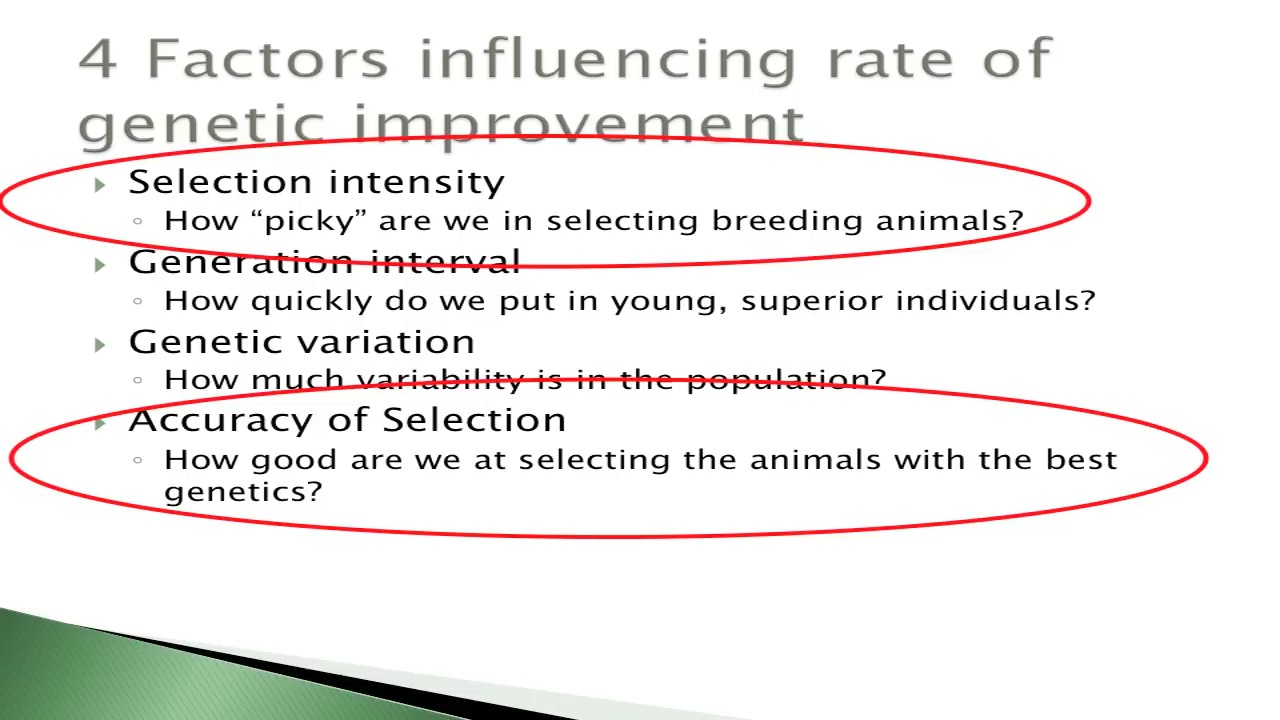 4 Factors influencing rate of
genetic improvement
Selection intensity
How “picky” are we in selecting breeding animals?
Generation interval
How quickly do we put in young, superior individuals?
Genetic variation
How much variability is in the population?
Accuracy of Selection
How good are we at selecting the animals with the best
genetics?